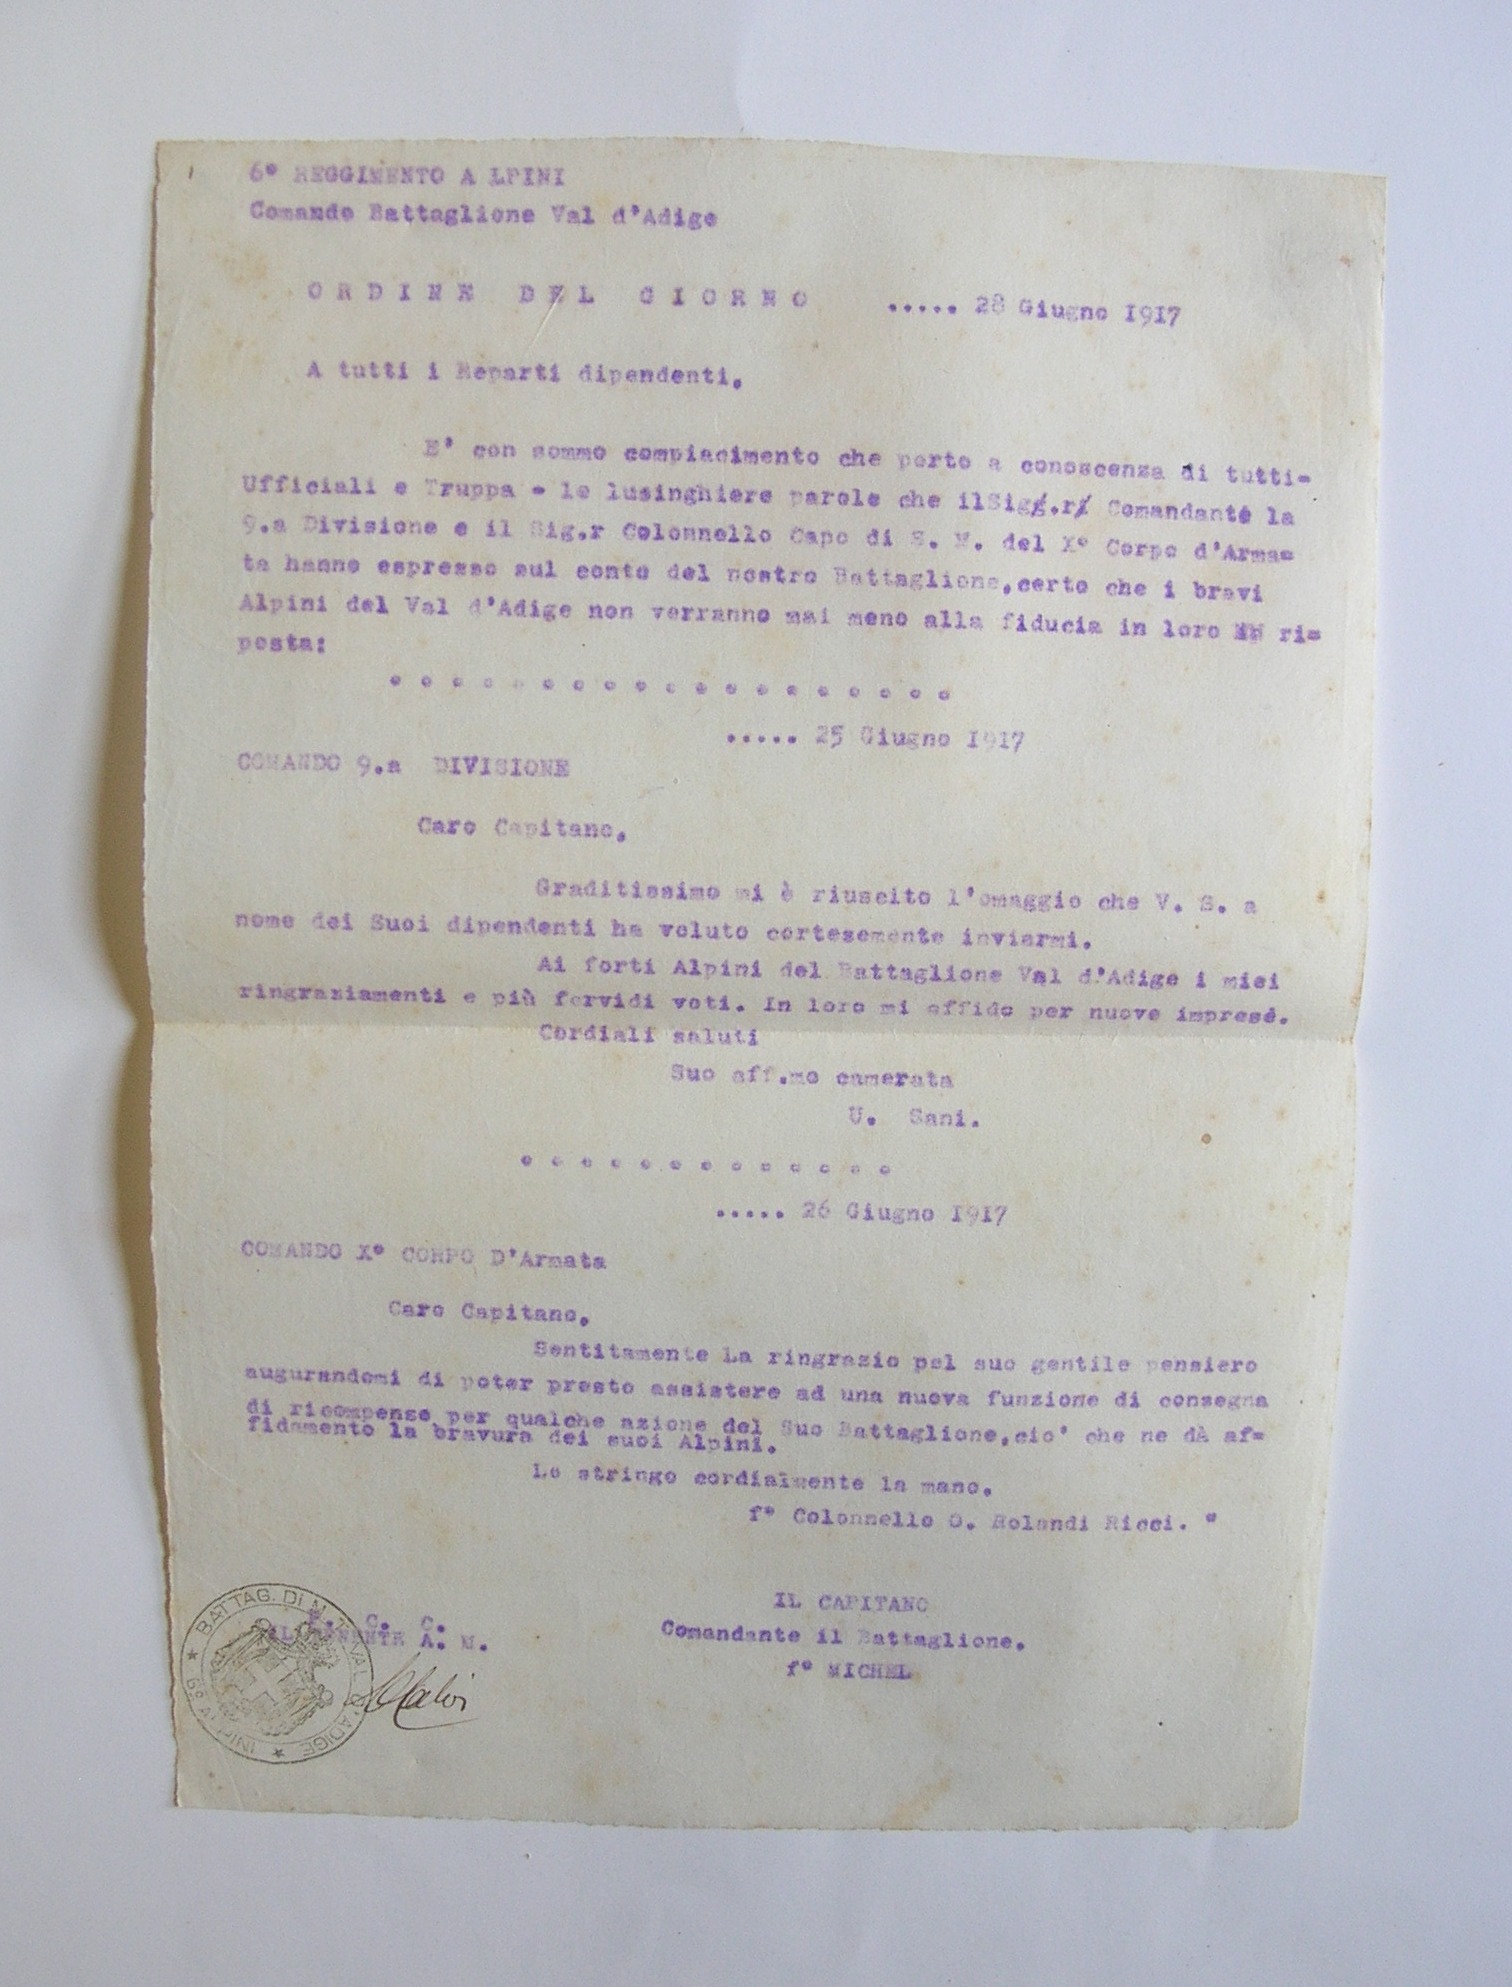 6° REGGIMENTO A LPINI
Comando Battaglione Val d'Adige
ORDINE DEL GIORNO ..... 28 Giugno 1917
A tutti i Reparti dipendenti.
E' con sommo compiacimento che porto a conoscenza di tutti-
Ufficiali e Truppa - le lusinghiere parole che ilSig.r Comandante la
9.a Divisione e il Sig.r Colonnello Capo di S. M. del X° Corpo d'Arma=
ta hanno espresso sul conto del nostro Battaglione,certo che i bravi
Alpini del Val d'Adige non verranno mai meno alla fiducia in loro ri=
posta:
. . . . . . . . . . . . . . . . . . .
..... 25 Giugno 1917
COMANDO 9.a DIVISIONE
Caro Capitano,
Graditissimo mi è riuscito l'omaggio che V. S. a
nome dei Suoi dipendenti ha voluto cortesemente inviarmi.
Ai forti Alpini del Battaglione Val d'Adige i miei
ringraziamenti e più fervidi voti. In loro mi affido per nuove imprese.
Cordiali saluti
Suo aff.mo camerata
U. Sani.
. . . . . . . . . . . . .
..... 26 Giugno 1917
COMANDO X° CORPO D'Armata
Caro Capitano,
Sentitamente La ringrazio pel suo gentile pensiero
augurandomi di poter presto assistere ad una nuova funzione di consegna
di ricompense per qualche azione del Suo Battaglione,cio' che ne dà af=
fidamento la bravura dei suoi Alpini.
Le stringo cordialmente la mano.
f° Colonnello O. Rolandi Ricci. "
IL CAPITANO
Comandante il Battaglione.
f° MICHEL
P. C. C.
IL TENENTE A. M.
BATTAG. DI M. T. VAL D'ADIGE ★ 6° ALPINI ★